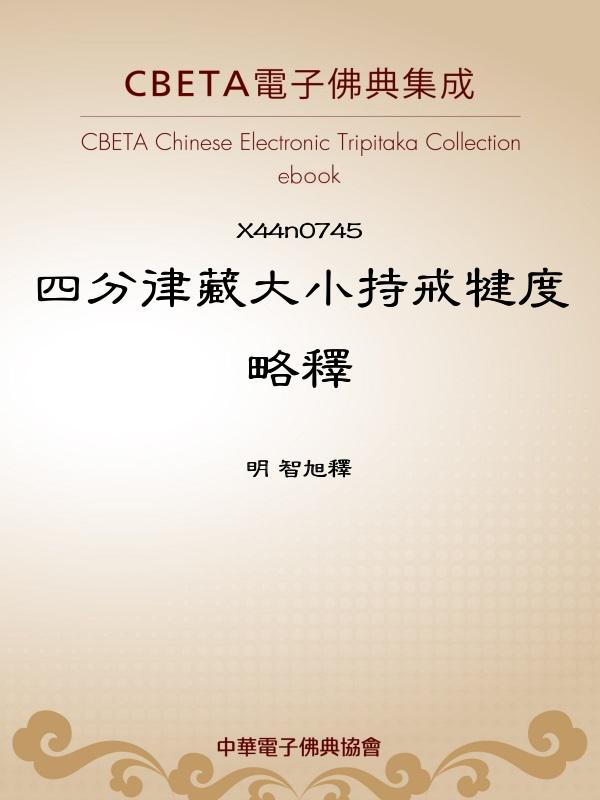 CBETA電子佛典集成
CBETA Chinese Electronic Tripitaka Collection
ebook
X44n0745
四分律藏大小持戒犍度
略釋
明 智旭釋
中華電子佛典協會